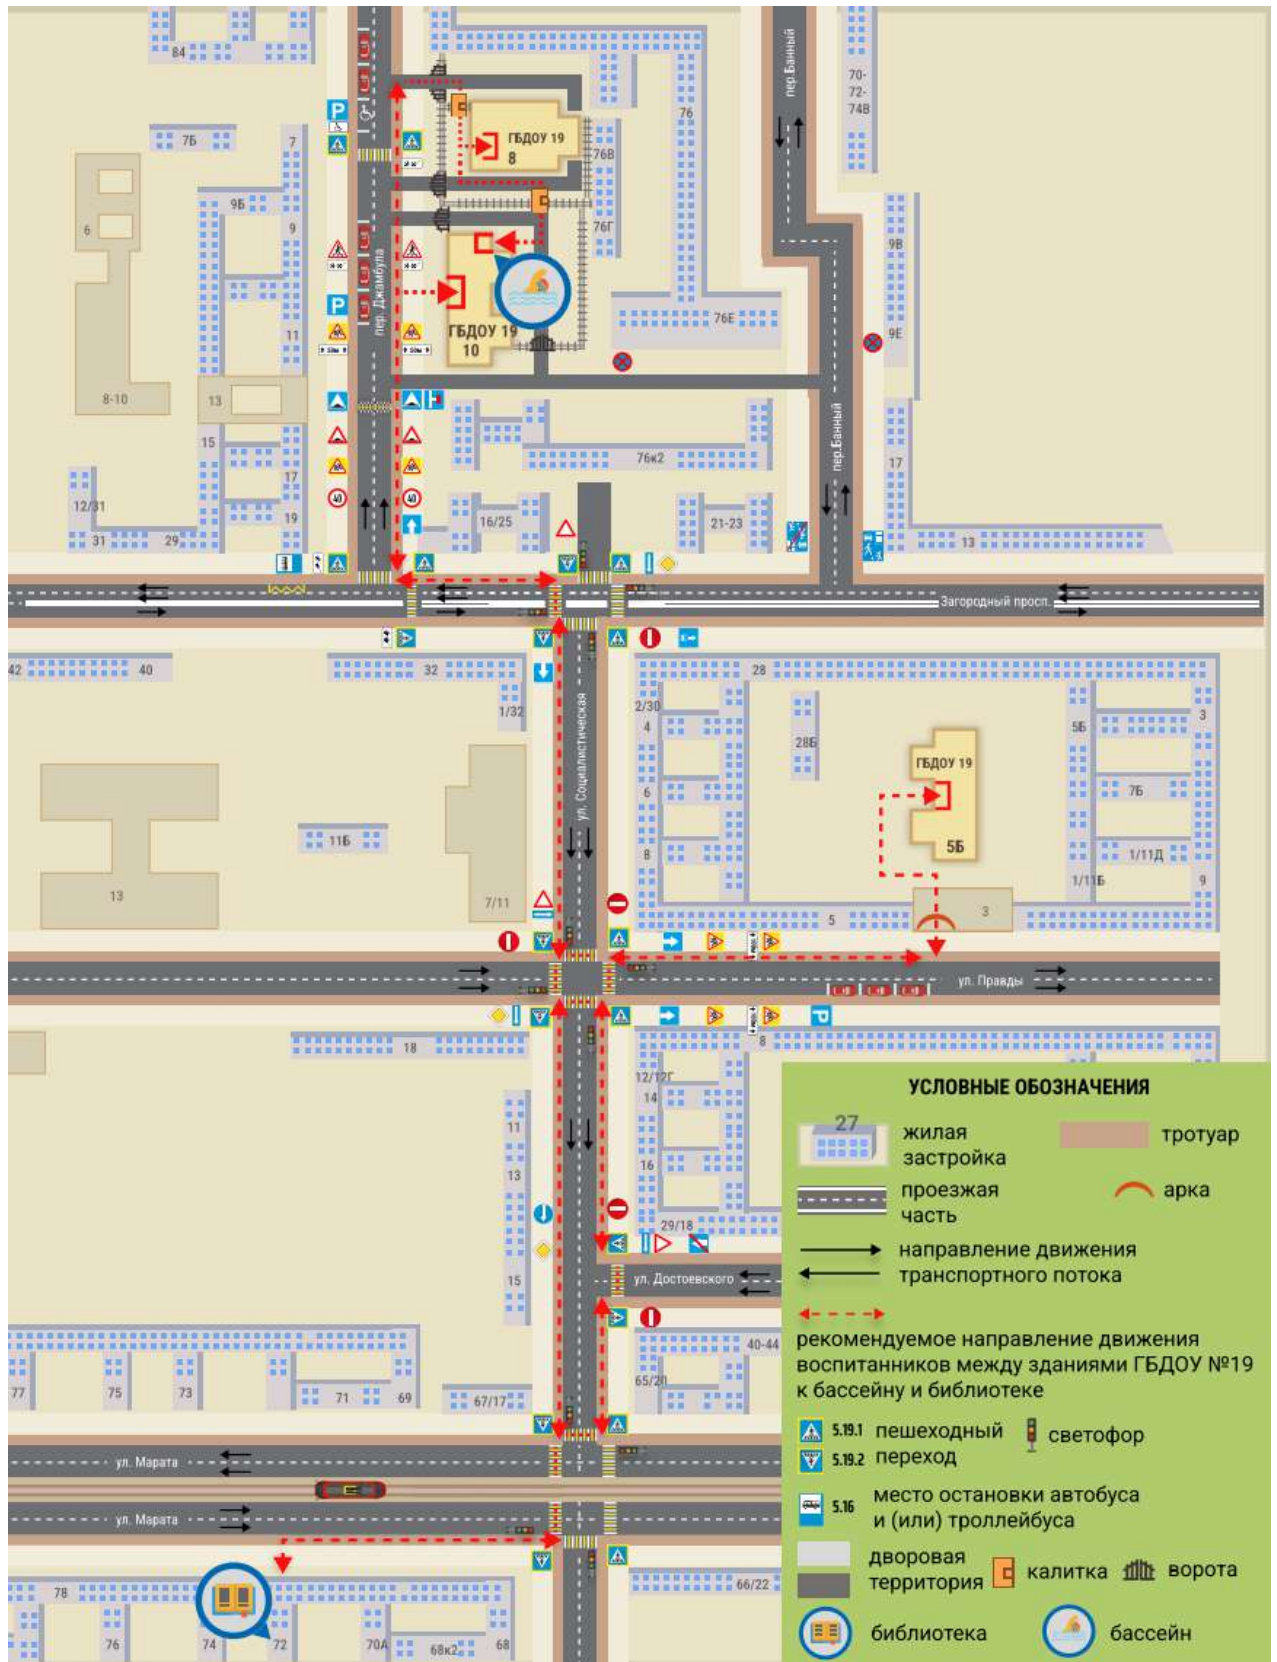 84
7Б
7
9Б
9
6
11
8-10
13
15
17
12/31
19
31
29
пер. Джамбула
P
P
40
40
ГБДОУ 19
8
ГБДОУ 19
10
76
76В
76Г
76Е
76к2
16/25
21-23
пер.Банный
пер.Банный
70-
72-
74В
9В
9Е
17
13
Загородный просп.
42
40
32
1/32
28
2/30
4
6
8
28Б
ГБДОУ 19
5Б
5Б
3
7Б
1/11Д
1/11Б
9
5
3
ул. Социалистическая
11Б
13
7/11
ул. Правды
P
18
8
12/12Г
14
16
29/18
11
13
15
ул. Достоевского
40-44
65/20
77
75
73
71
69
67/17
ул. Марата
ул. Марата
78
76
74
72
70А
68к2
68
66/22
УСЛОВНЫЕ ОБОЗНАЧЕНИЯ
27
жилая
застройка
тротуар
проезжая
часть
арка
направление движения
транспортного потока
рекомендуемое направление движения
воспитанников между зданиями ГБДОУ №19
к бассейну и библиотеке
5.19.1 пешеходный
5.19.2 переход
светофор
5.16 место остановки автобуса
и (или) троллейбуса
дворовая
территория
калитка
ворота
библиотека
бассейн